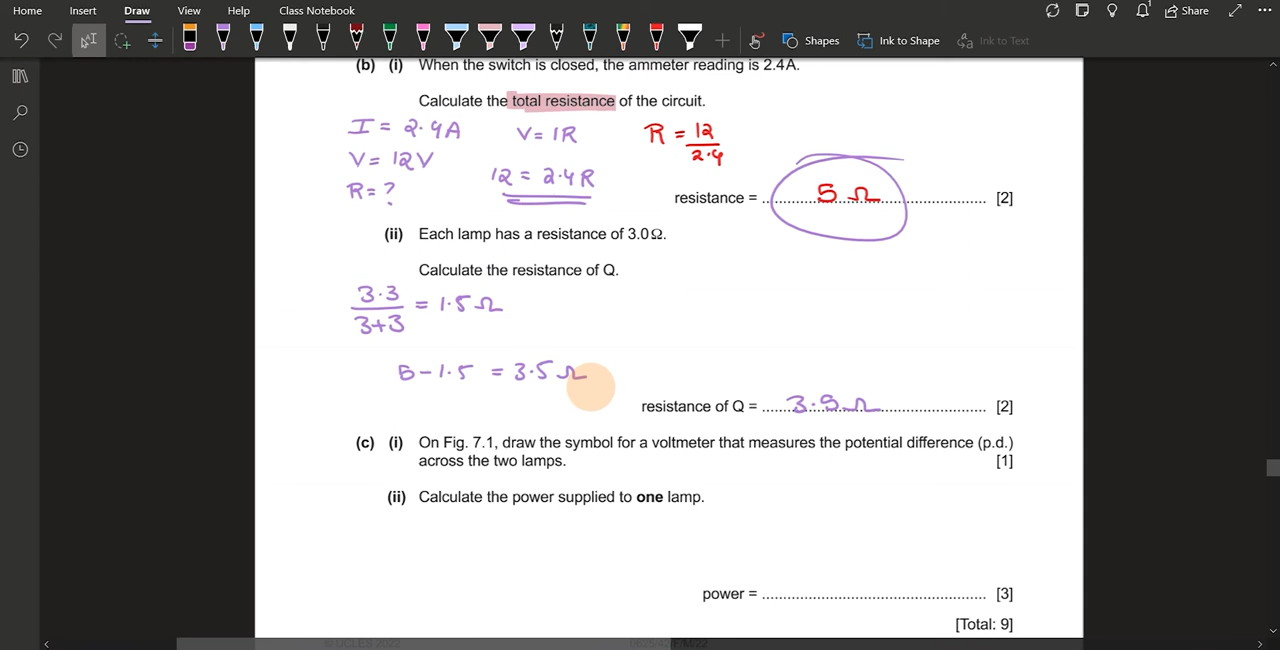 Home Insert Draw View Help Class Notebook Share
Shapes Ink to Shape Ink to Text
(b) (i) When the switch is closed, the ammeter reading is 2.4A.
Calculate the total resistance of the circuit.
I = 2.4A V = IR R = 12/2.4
V = 12V
R = ? 12 = 2.4R
resistance = ........ 5 Ω ........ [2]
(ii) Each lamp has a resistance of 3.0Ω.
Calculate the resistance of Q.
3.3/3+3 = 1.5Ω
5 - 1.5 = 3.5Ω
resistance of Q = ........ 3.5Ω ........ [2]
(c) (i) On Fig. 7.1, draw the symbol for a voltmeter that measures the potential difference (p.d.)
across the two lamps. [1]
(ii) Calculate the power supplied to one lamp.
power = ................................................ [3]
[Total: 9]